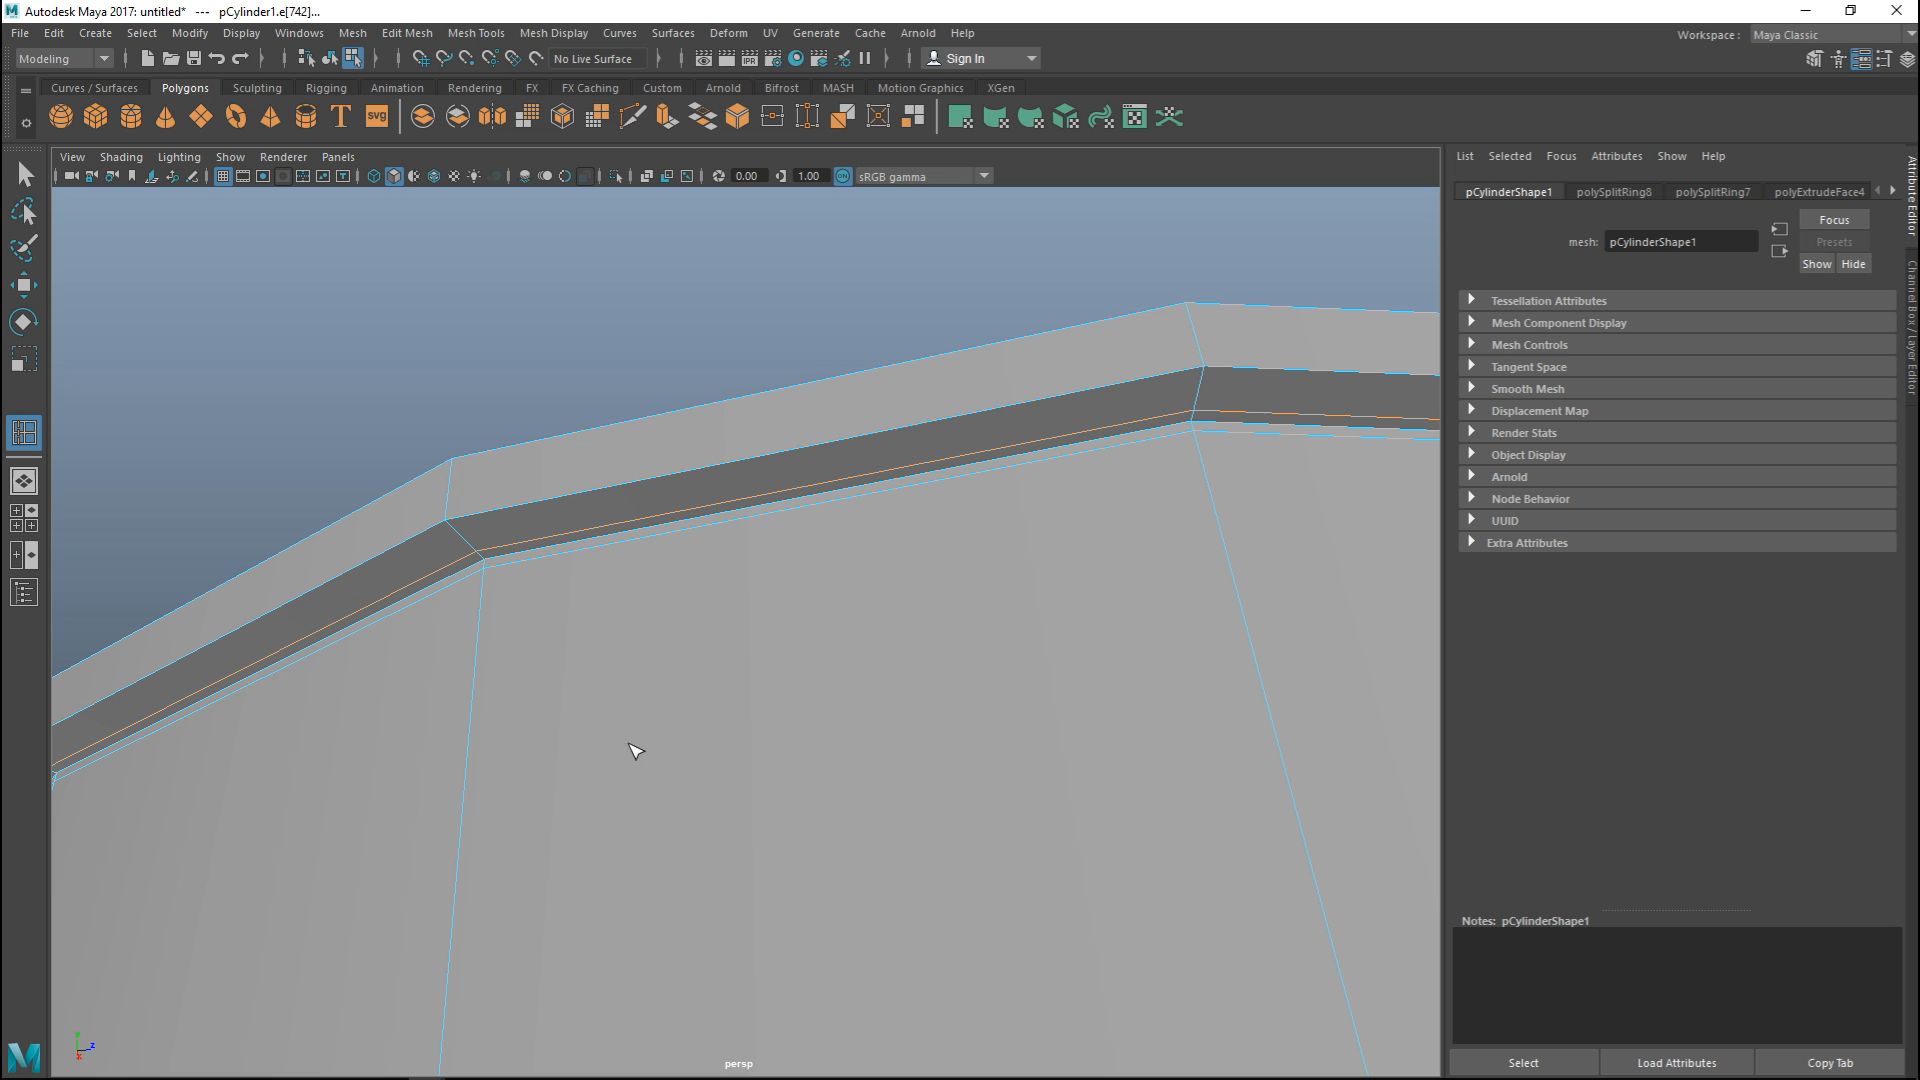 Autodesk Maya 2017: untitled*   ---   pCylinder1.e[742]...
File Edit Create Select Modify Display Windows Mesh Edit Mesh Mesh Tools Mesh Display Curves Surfaces Deform UV Generate Cache Arnold Help
Workspace : Maya Classic
Modeling
IPR
No Live Surface
Sign In
Curves / Surfaces Polygons Sculpting Rigging Animation Rendering FX FX Caching Custom Arnold Bifrost MASH Motion Graphics XGen
T
SVG
View Shading Lighting Show Renderer Panels
0.00
1.00
ON
sRGB gamma
persp
List Selected Focus Attributes Show Help
pCylinderShape1 polySplitRing8 polySplitRing7 polyExtrudeFace4
Focus
mesh: pCylinderShape1
Presets
Show Hide
Tessellation Attributes
Mesh Component Display
Mesh Controls
Tangent Space
Smooth Mesh
Displacement Map
Render Stats
Object Display
Arnold
Node Behavior
UUID
Extra Attributes
Notes: pCylinderShape1
Select Load Attributes Copy Tab
Attribute Editor
Channel Box / Layer Editor